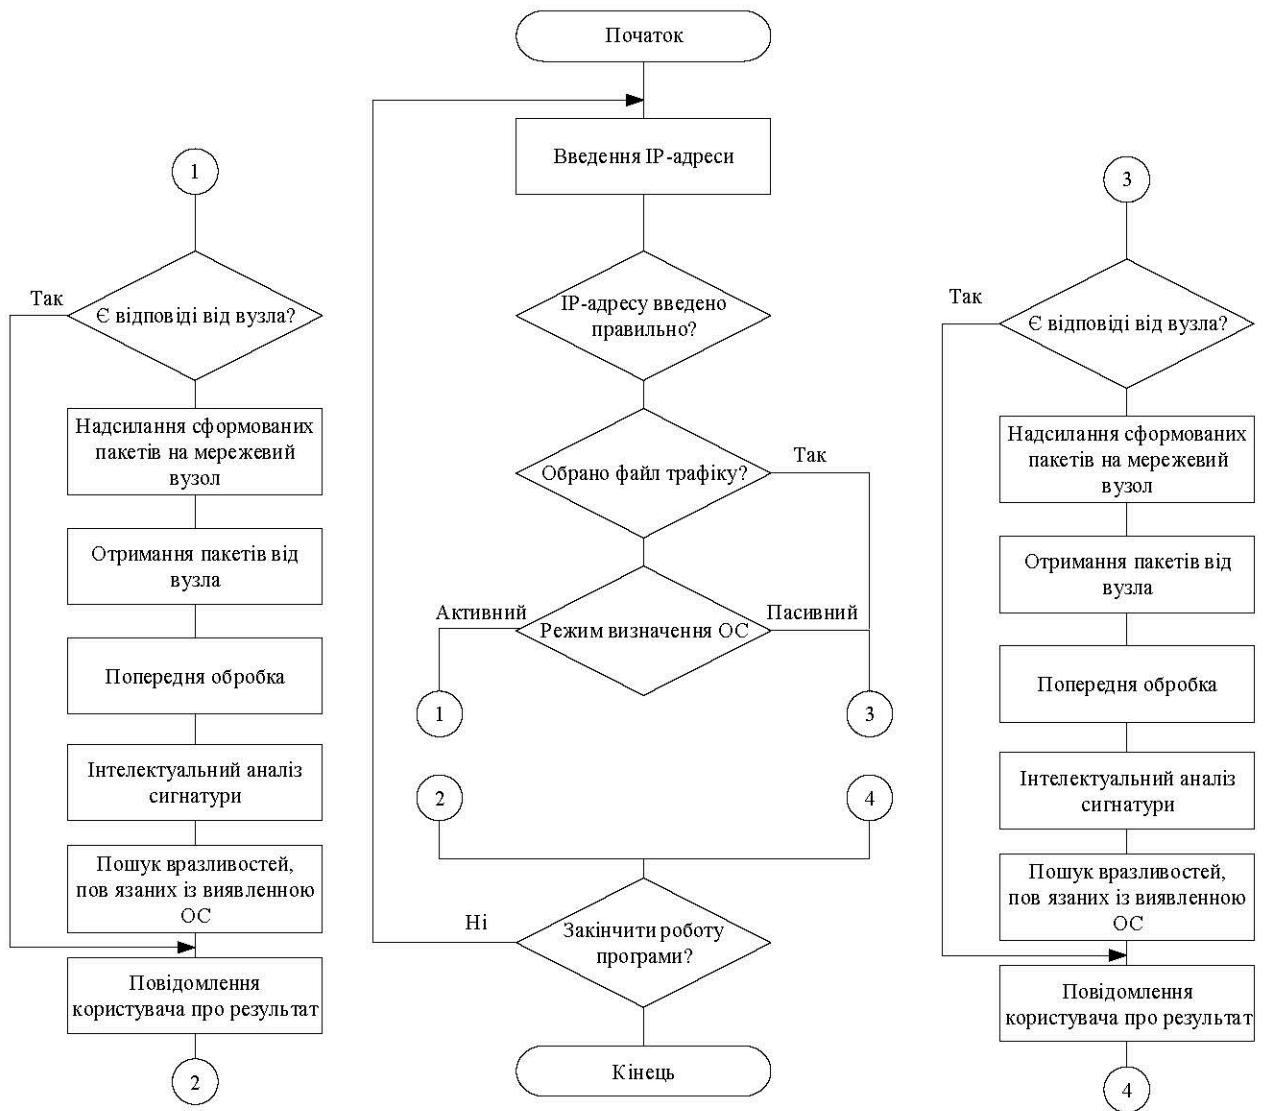 Початок
Введення IP-адреси
IP-адресу введено
правильно?
Обрано файл трафіку?
Так
Режим визначення ОС
Активний
Пасивний
1
3
2
4
Закінчити роботу
програми?
Ні
Кінець
1
Є відповіді від вузла?
Так
Надсилання сформованих
пакетів на мережевий
вузол
Отримання пакетів від
вузла
Попередня обробка
Інтелектуальний аналіз
сигнатури
Пошук вразливостей,
пов язаних із виявленною
ОС
Повідомлення
користувача про результат
2
3
Є відповіді від вузла?
Так
Надсилання сформованих
пакетів на мережевий
вузол
Отримання пакетів від
вузла
Попередня обробка
Інтелектуальний аналіз
сигнатури
Пошук вразливостей,
пов язаних із виявленною
ОС
Повідомлення
користувача про результат
4